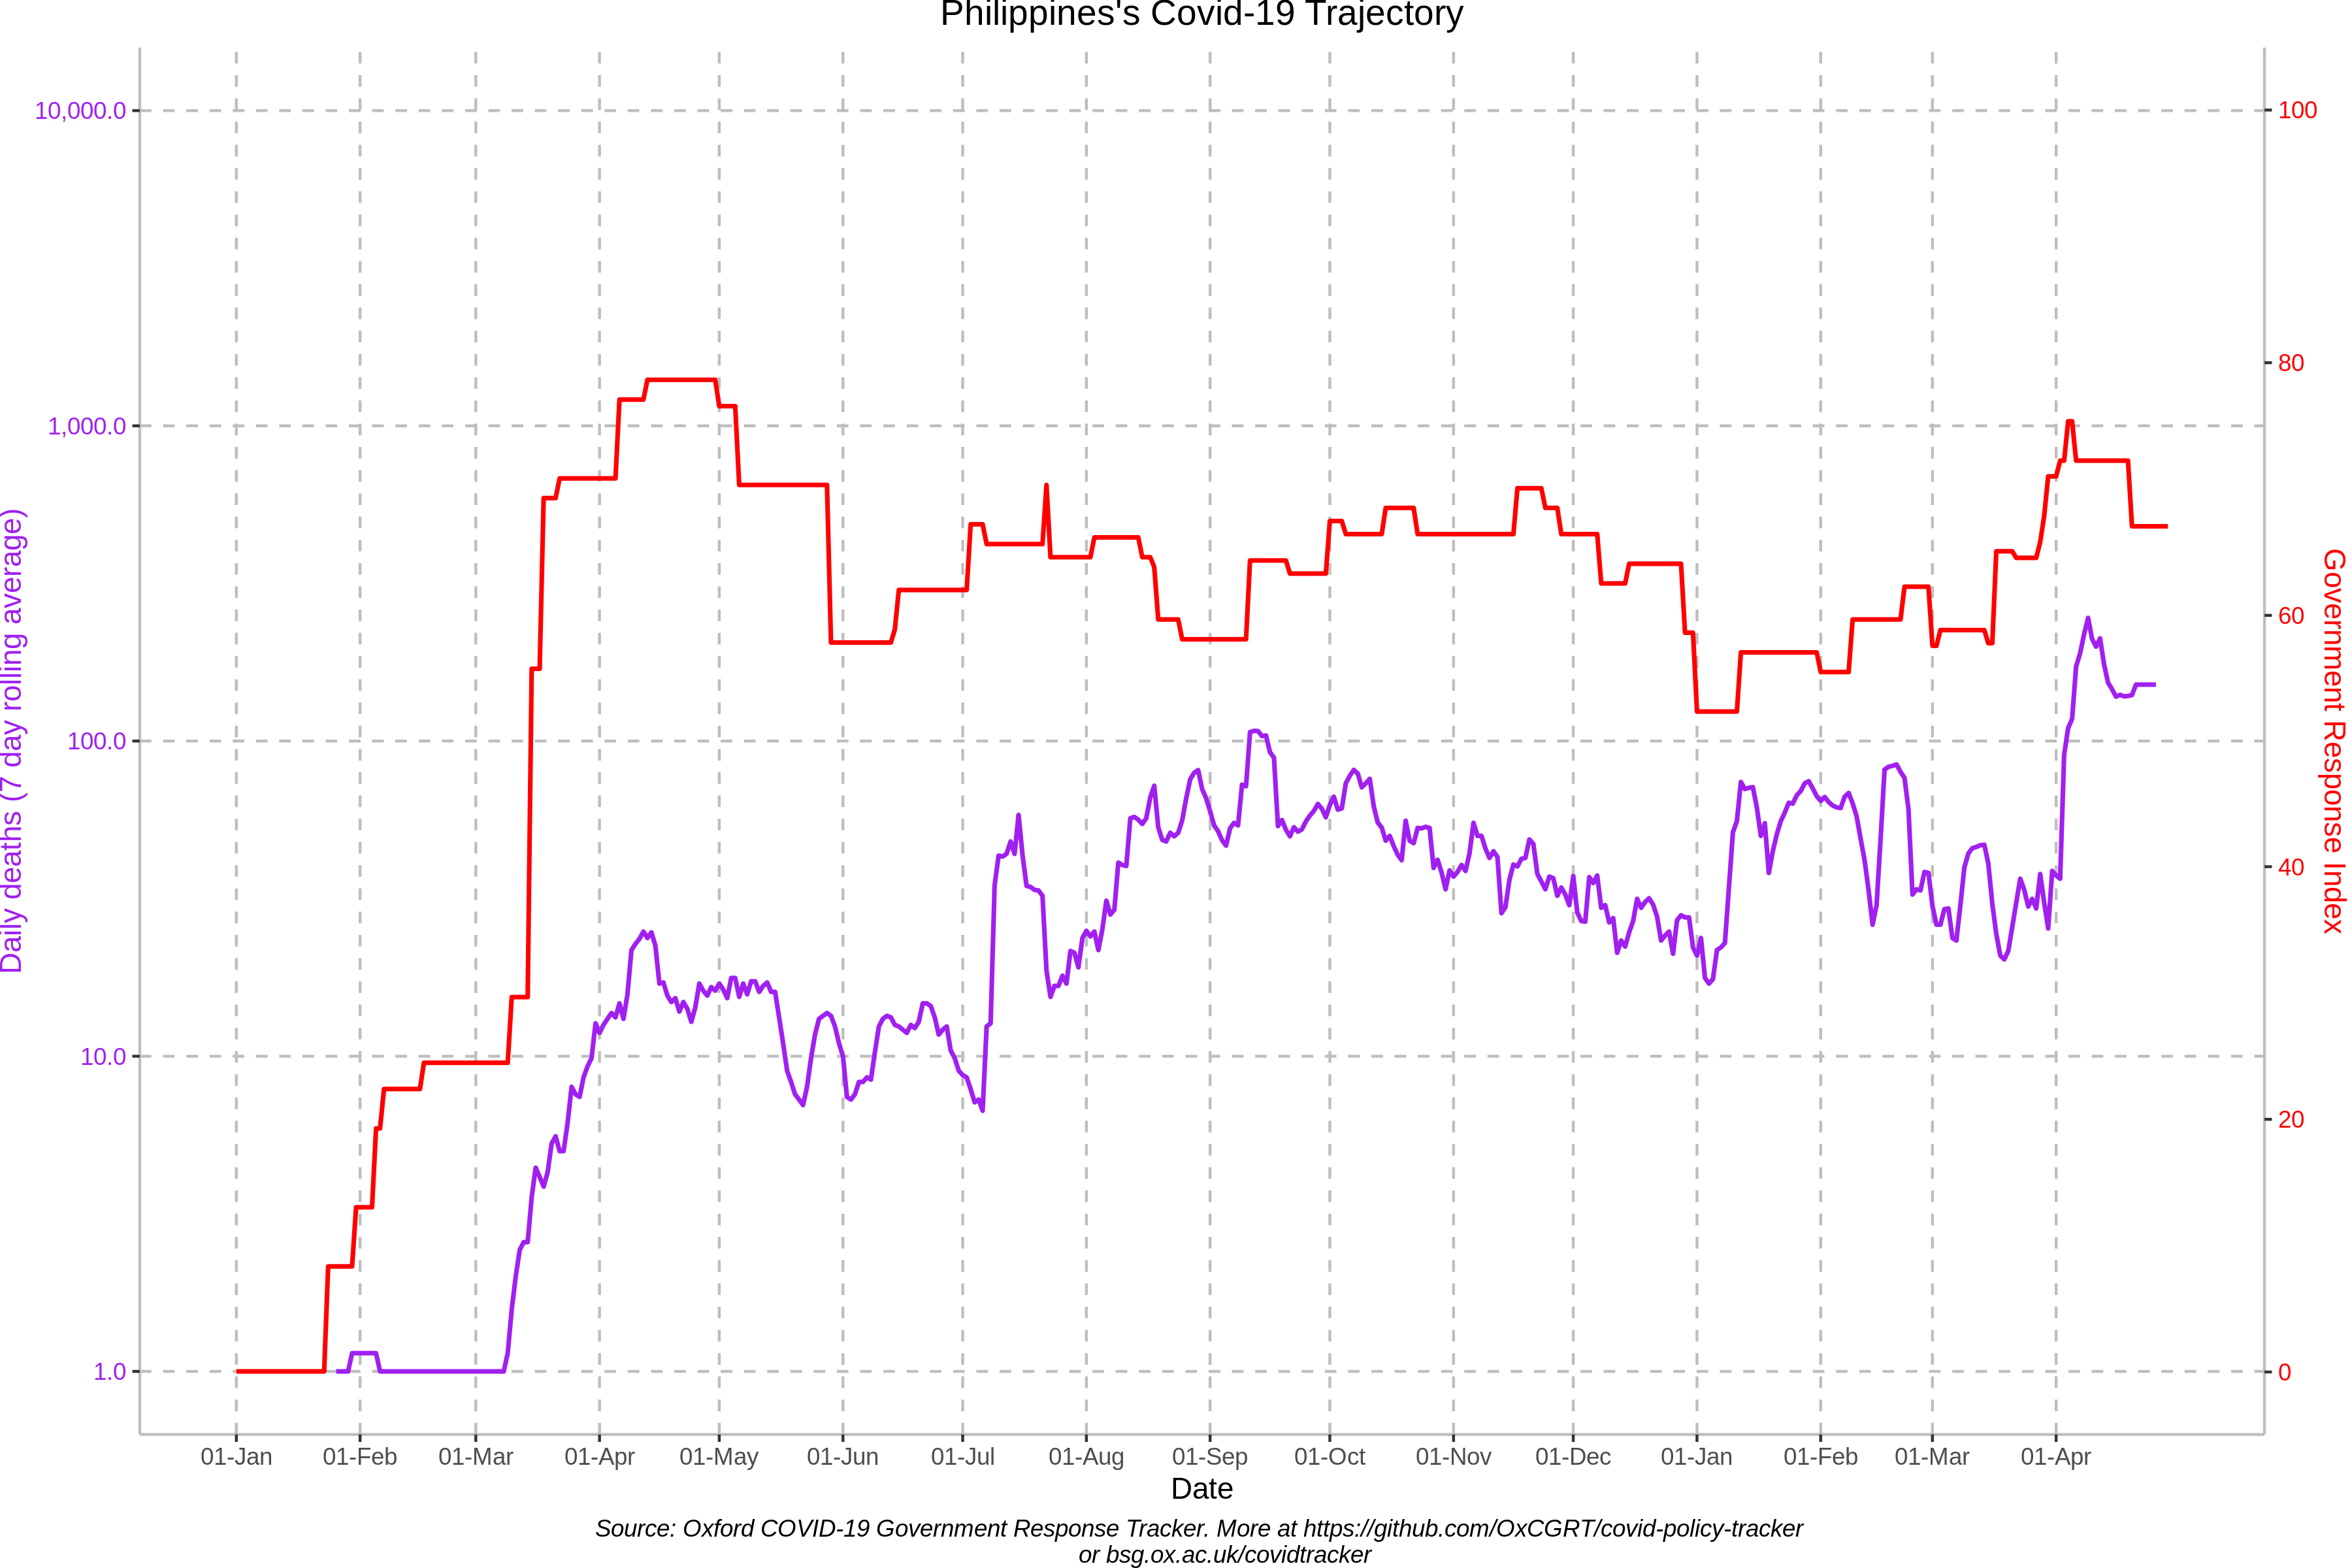 Philippines's Covid-19 Trajectory
10,000.0
1,000.0
100.0
10.0
1.0
Daily deaths (7 day rolling average)
100
80
60
40
20
0
Government Response Index
01-Jan 01-Feb 01-Mar 01-Apr 01-May 01-Jun 01-Jul 01-Aug 01-Sep 01-Oct 01-Nov 01-Dec 01-Jan 01-Feb 01-Mar 01-Apr
Date
Source: Oxford COVID-19 Government Response Tracker. More at https://github.com/OxCGRT/covid-policy-tracker
or bsg.ox.ac.uk/covidtracker